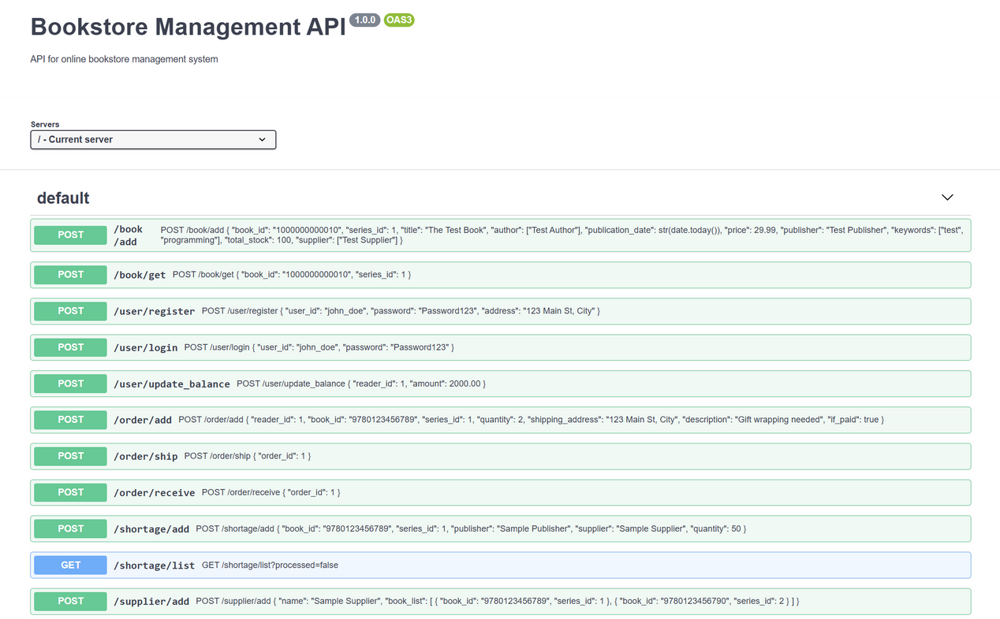 Bookstore Management API 1.0.0 OAS3
API for online bookstore management system
Servers
/ - Current server
default
POST /book/add POST /book/add { "book_id": "1000000000010", "series_id": 1, "title": "The Test Book", "author": ["Test Author"], "publication_date": str(date.today()), "price": 29.99, "publisher": "Test Publisher", "keywords": ["test",
"programming"], "total_stock": 100, "supplier": ["Test Supplier"] }
POST /book/get POST /book/get { "book_id": "1000000000010", "series_id": 1 }
POST /user/register POST /user/register { "user_id": "john_doe", "password": "Password123", "address": "123 Main St, City" }
POST /user/login POST /user/login { "user_id": "john_doe", "password": "Password123" }
POST /user/update_balance POST /user/update_balance { "reader_id": 1, "amount": 2000.00 }
POST /order/add POST /order/add { "reader_id": 1, "book_id": "9780123456789", "series_id": 1, "quantity": 2, "shipping_address": "123 Main St, City", "description": "Gift wrapping needed", "if_paid": true }
POST /order/ship POST /order/ship { "order_id": 1 }
POST /order/receive POST /order/receive { "order_id": 1 }
POST /shortage/add POST /shortage/add { "book_id": "9780123456789", "series_id": 1, "publisher": "Sample Publisher", "supplier": "Sample Supplier", "quantity": 50 }
GET /shortage/list GET /shortage/list?processed=false
POST /supplier/add POST /supplier/add { "name": "Sample Supplier", "book_list": [ { "book_id": "9780123456789", "series_id": 1 }, { "book_id": "9780123456790", "series_id": 2 } ] }